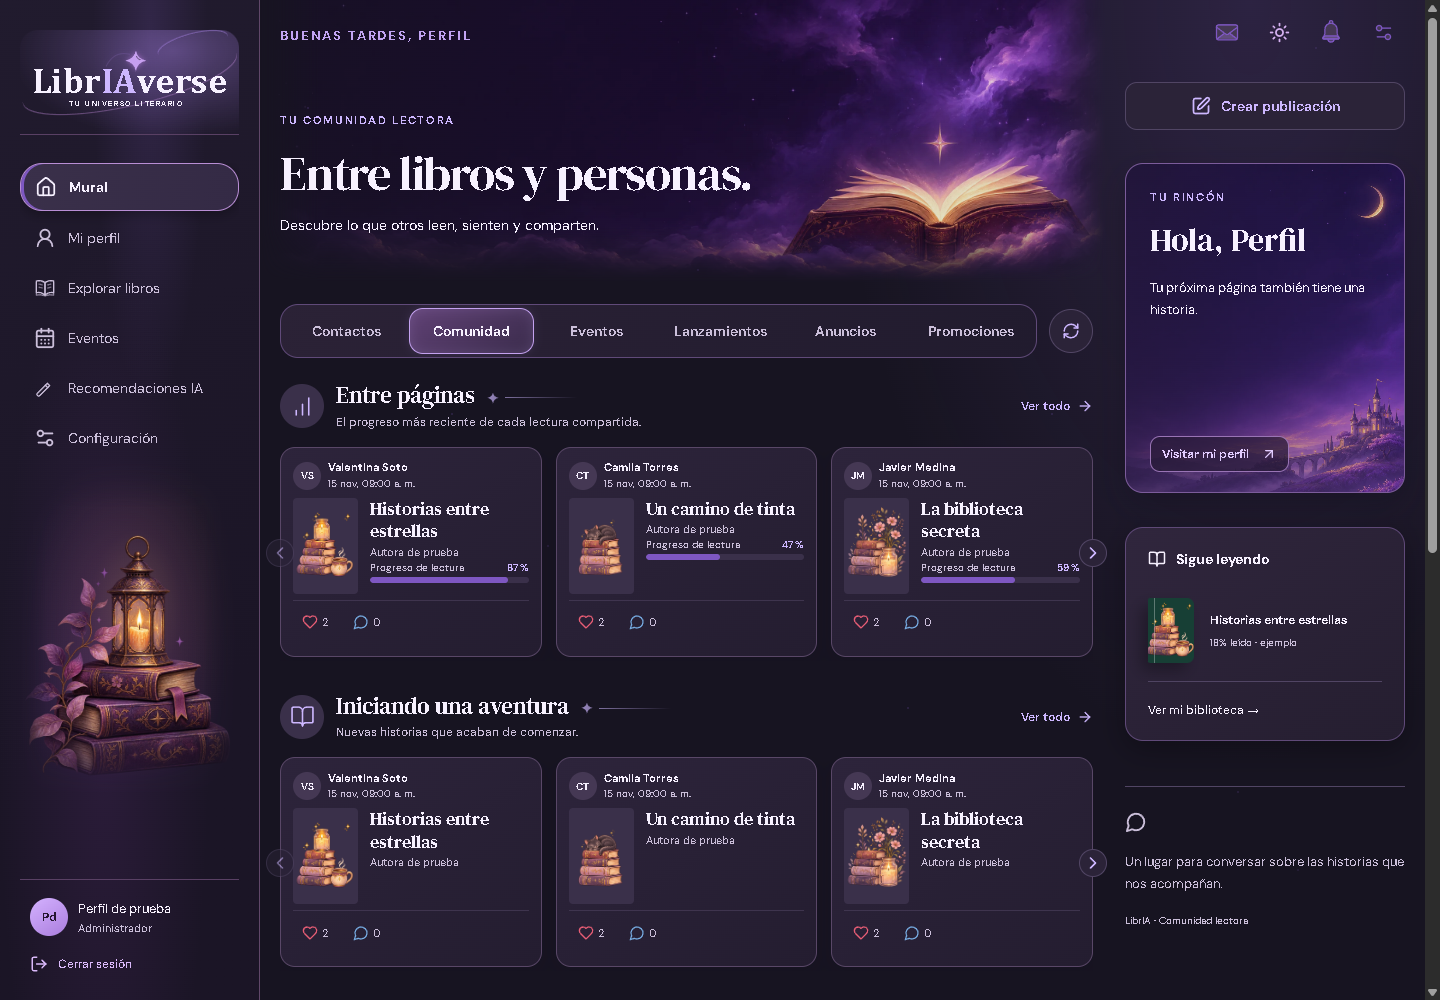 LibrIAverse
TU UNIVERSO LITERARIO
Mural
Mi perfil
Explorar libros
Eventos
Recomendaciones IA
Configuración
Pd
Perfil de prueba
Administrador
Cerrar sesión
BUENAS TARDES, PERFIL
TU COMUNIDAD LECTORA
Entre libros y personas.
Descubre lo que otros leen, sienten y comparten.
Contactos
Comunidad
Eventos
Lanzamientos
Anuncios
Promociones
Entre páginas
El progreso más reciente de cada lectura compartida.
Ver todo
VS
Valentina Soto
15 nov, 09:00 a. m.
Historias entre
estrellas
Autora de prueba
Progreso de lectura 87%
2 0
CT
Camila Torres
15 nov, 09:00 a. m.
Un camino de tinta
Autora de prueba
Progreso de lectura 47%
2 0
JM
Javier Medina
15 nov, 09:00 a. m.
La biblioteca
secreta
Autora de prueba
Progreso de lectura 59%
2 0
Iniciando una aventura
Nuevas historias que acaban de comenzar.
Ver todo
VS
Valentina Soto
15 nov, 09:00 a. m.
Historias entre
estrellas
Autora de prueba
2 0
CT
Camila Torres
15 nov, 09:00 a. m.
Un camino de tinta
Autora de prueba
2 0
JM
Javier Medina
15 nov, 09:00 a. m.
La biblioteca
secreta
Autora de prueba
2 0
Crear publicación
TU RINCÓN
Hola, Perfil
Tu próxima página también tiene una
historia.
Visitar mi perfil
Sigue leyendo
Historias entre estrellas
18% leído · ejemplo
Ver mi biblioteca →
Un lugar para conversar sobre las historias que
nos acompañan.
LibrIA · Comunidad lectora